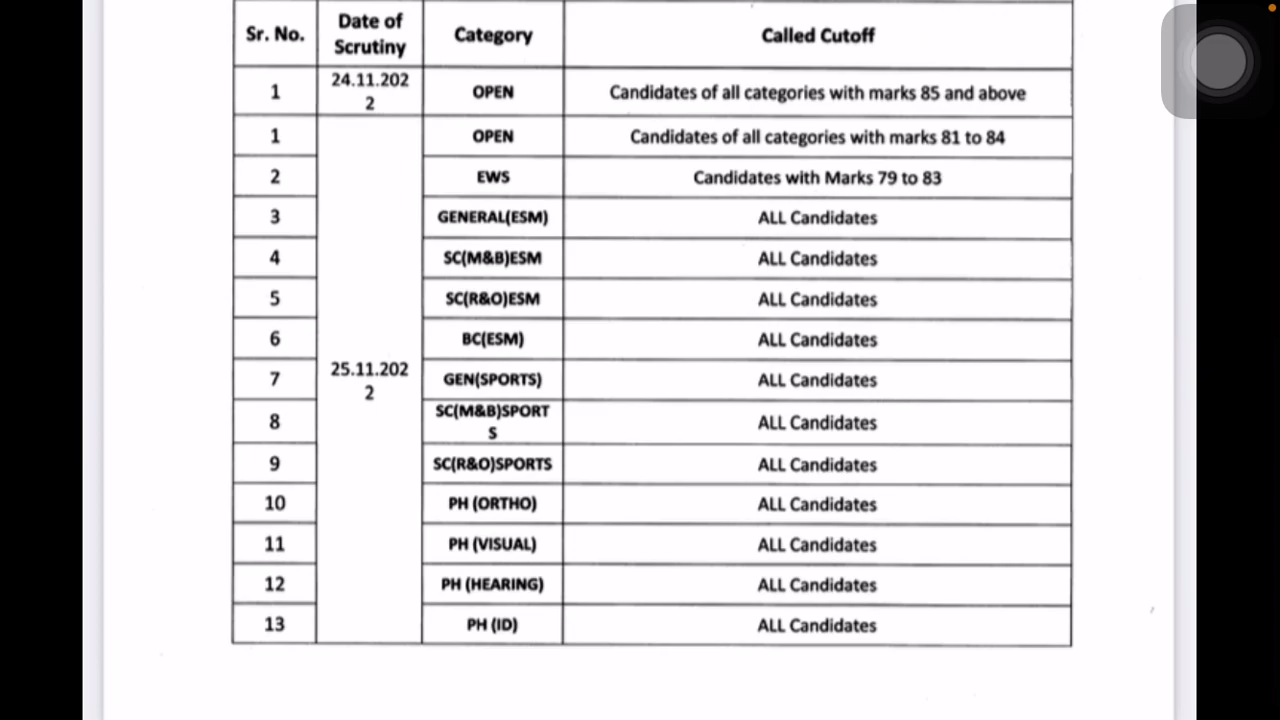 Sr. No. Date of Scrutiny Category Called Cutoff
1 24.11.202 2 OPEN Candidates of all categories with marks 85 and above
1 OPEN Candidates of all categories with marks 81 to 84
2 EWS Candidates with Marks 79 to 83
3 GENERAL(ESM) ALL Candidates
4 SC(M&B)ESM ALL Candidates
5 SC(R&O)ESM ALL Candidates
6 BC(ESM) ALL Candidates
25.11.202 2
7 GEN(SPORTS) ALL Candidates
8 SC(M&B)SPORT S ALL Candidates
9 SC(R&O)SPORTS ALL Candidates
10 PH (ORTHO) ALL Candidates
11 PH (VISUAL) ALL Candidates
12 PH (HEARING) ALL Candidates
13 PH (ID) ALL Candidates